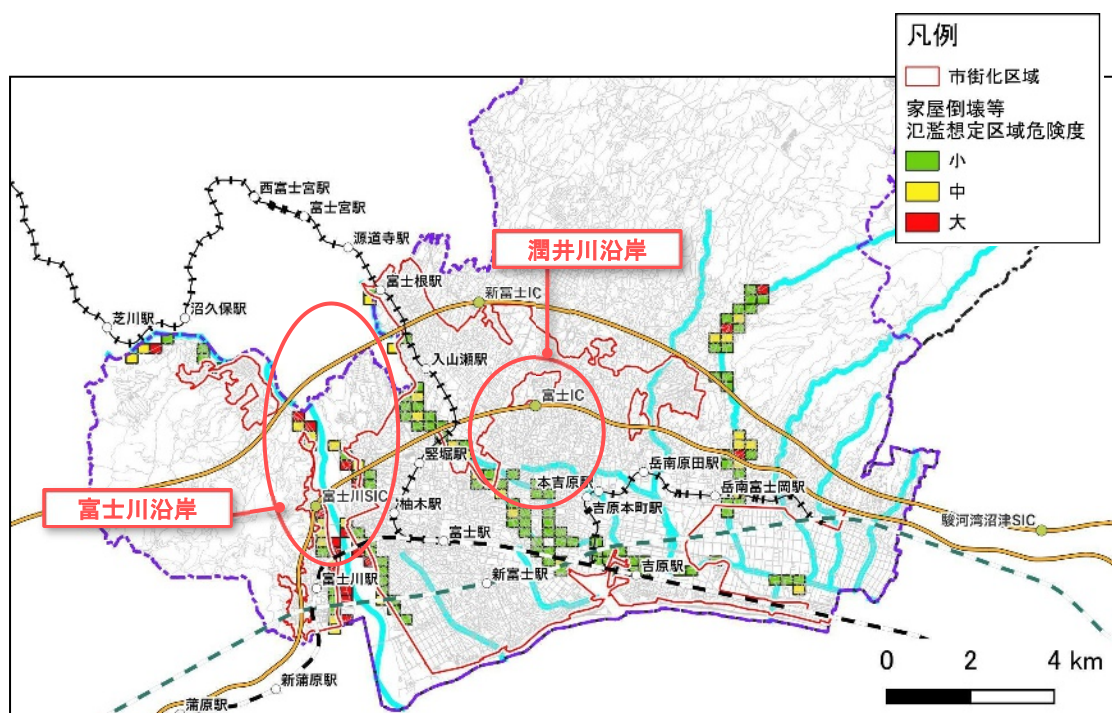 凡例
市街化区域
家屋倒壊等
氾濫想定区域危険度
小
中
大
西富士宮駅
富士宮駅
源道寺駅
潤井川沿岸
富士根駅
新富士IC
沼久保駅
芝川駅
入山瀬駅
富士IC
竪堀駅
岳南原田駅
本吉原駅
岳南富士岡駅
富士川SIC
吉原本町駅
柚木駅
富士川沿岸
駿河湾沼津SIC
富士駅
吉原駅
新富士駅
富士川駅
新蒲原駅
蒲原駅
0 2 4 km